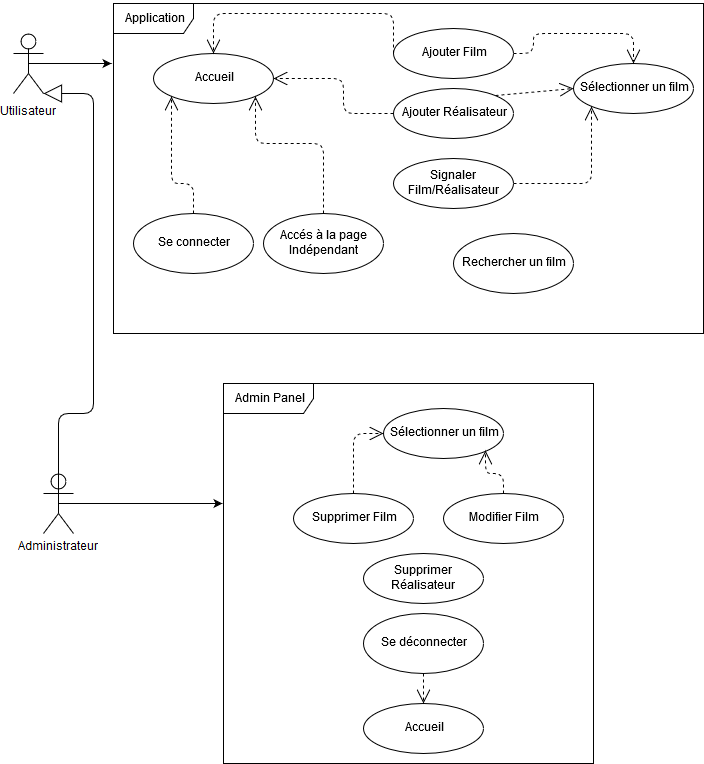 Application
Utilisateur
Accueil
Ajouter Film
Sélectionner un film
Ajouter Réalisateur
Signaler
Film/Réalisateur
Se connecter
Accés à la page
Indépendant
Rechercher un film
Admin Panel
Administrateur
Sélectionner un film
Supprimer Film
Modifier Film
Supprimer
Réalisateur
Se déconnecter
Accueil